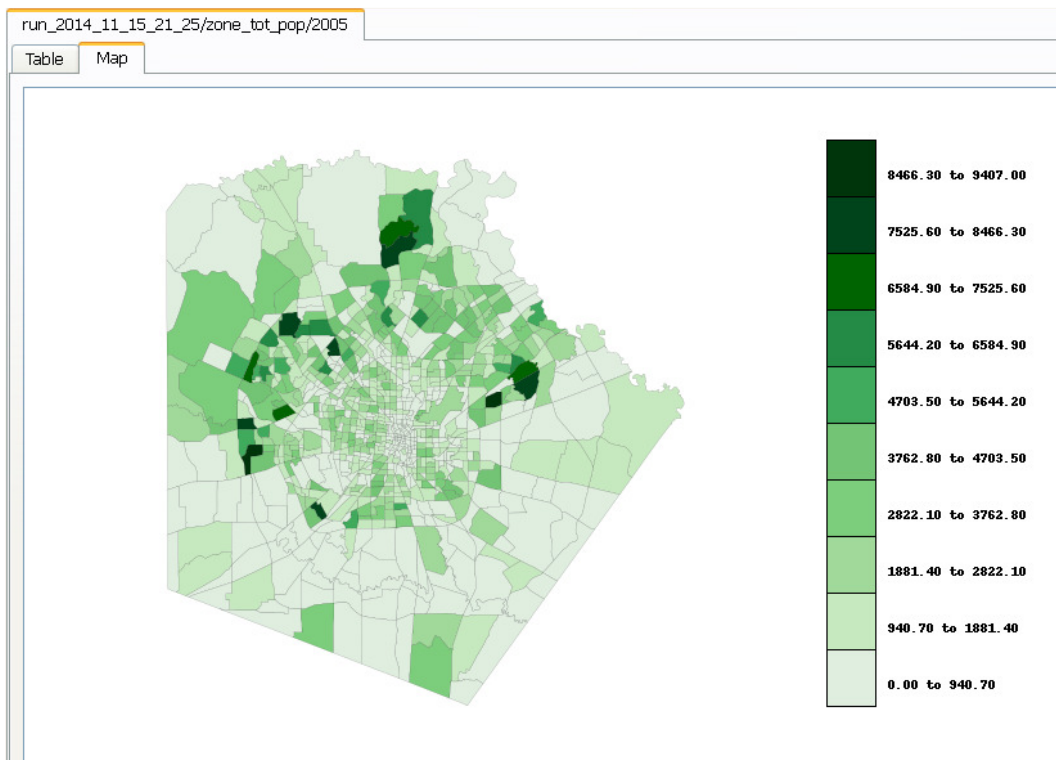 run_2014_11_15_21_25/zone_tot_pop/2005
Table Map
8466.30 to 9407.00
7525.60 to 8466.30
6584.90 to 7525.60
5644.20 to 6584.90
4703.50 to 5644.20
3762.80 to 4703.50
2822.10 to 3762.80
1881.40 to 2822.10
940.70 to 1881.40
0.00 to 940.70